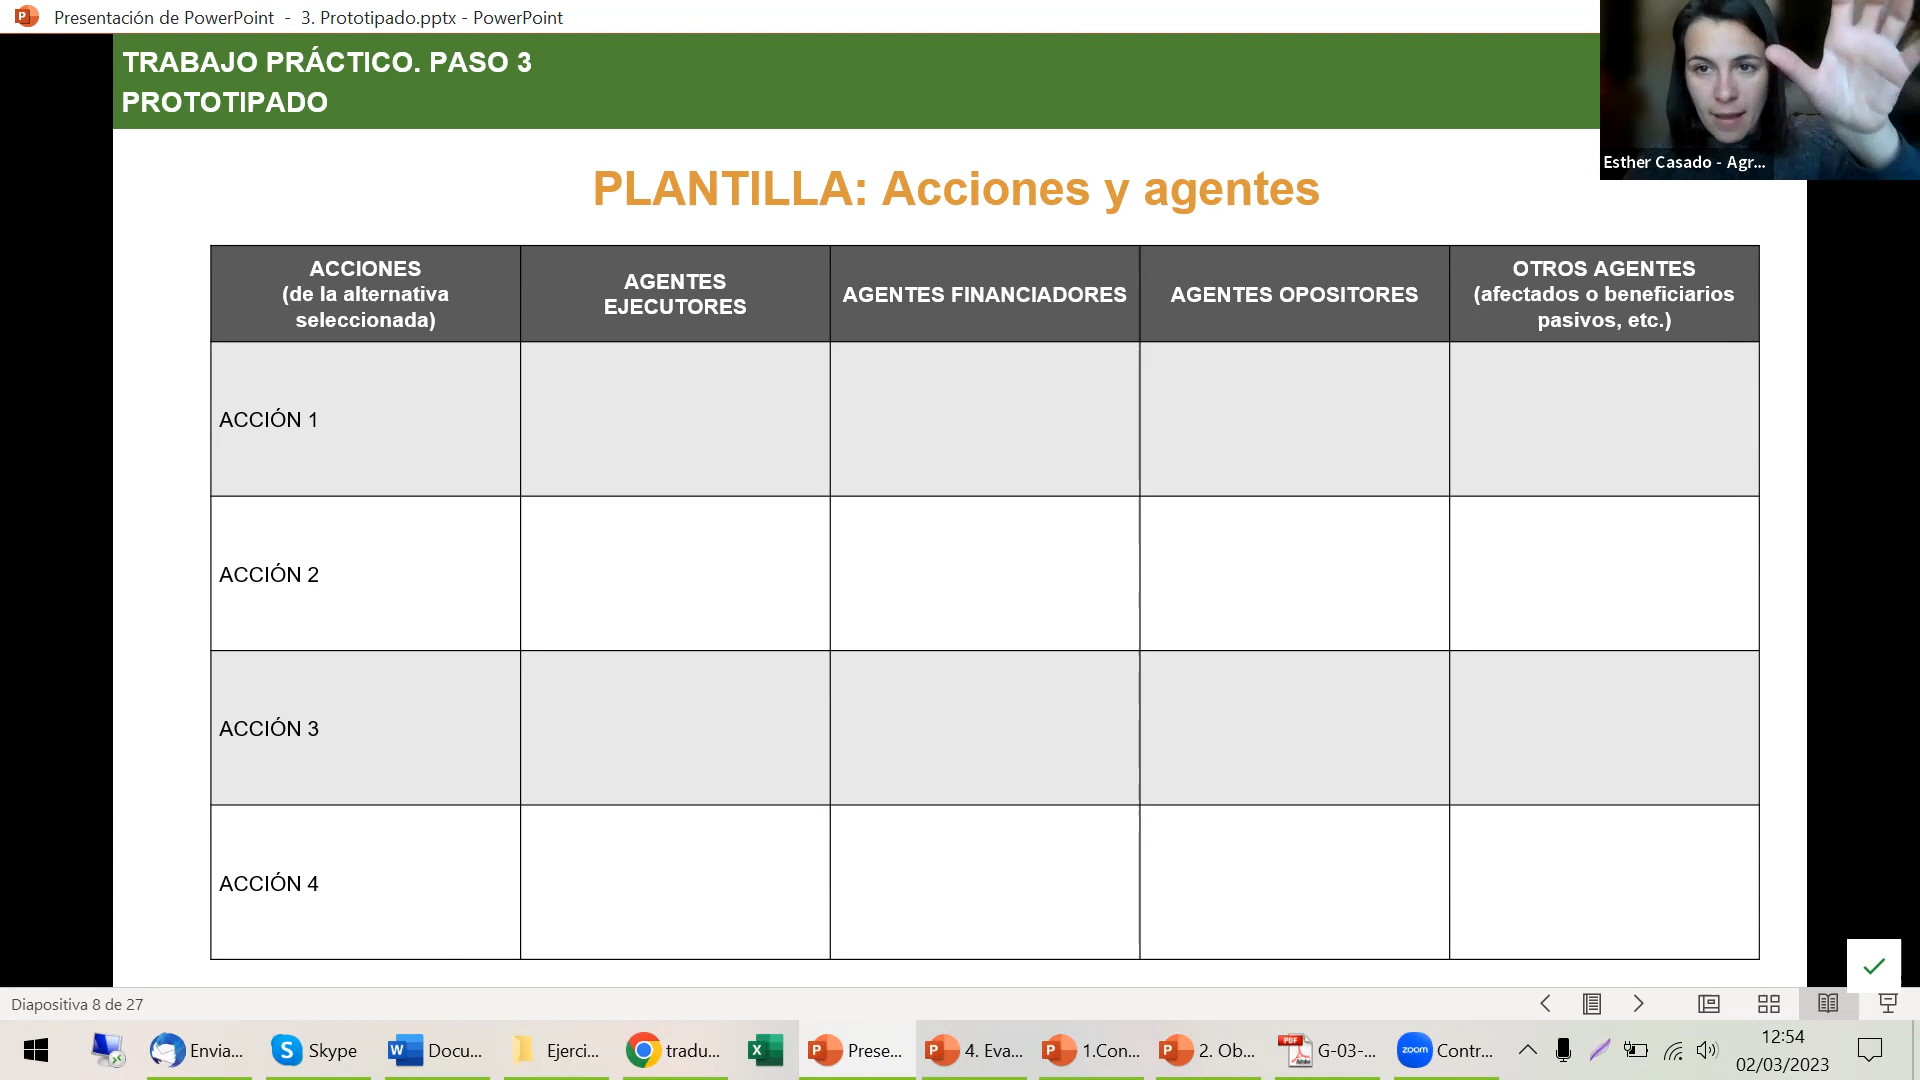 Presentación de PowerPoint - 3. Prototipado.pptx - PowerPoint
TRABAJO PRÁCTICO. PASO 3
PROTOTIPADO
Esther Casado - Agr...
PLANTILLA: Acciones y agentes
ACCIONES
(de la alternativa
seleccionada)
AGENTES
EJECUTORES
AGENTES FINANCIADORES
AGENTES OPOSITORES
OTROS AGENTES
(afectados o beneficiarios
pasivos, etc.)
ACCIÓN 1
ACCIÓN 2
ACCIÓN 3
ACCIÓN 4
Diapositiva 8 de 27
Envia...
Skype
Docu...
Ejerci...
tradu...
Prese...
4. Eva...
1.Con...
2. Ob...
PDF
G-03-...
zoom
Contr...
12:54
02/03/2023